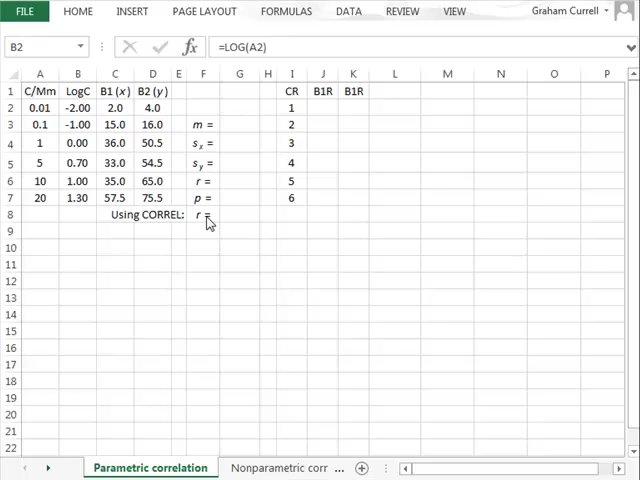 FILE HOME INSERT PAGE LAYOUT FORMULAS DATA REVIEW VIEW Graham Currell
B2 fx =LOG(A2)
A B C D E F G H I J K L M N O P
1 C/Mm LogC B1 (x) B2 (y) CR B1R B1R
2 0.01 -2.00 2.0 4.0 1
3 0.1 -1.00 15.0 16.0 m = 2
4 1 0.00 36.0 50.5 sx = 3
5 5 0.70 33.0 54.5 sy = 4
6 10 1.00 35.0 65.0 r = 5
7 20 1.30 57.5 75.5 p = 6
8 Using CORREL: r =
9
10
11
12
13
14
15
16
17
18
19
20
21
22
Parametric correlation Nonparametric corr ...